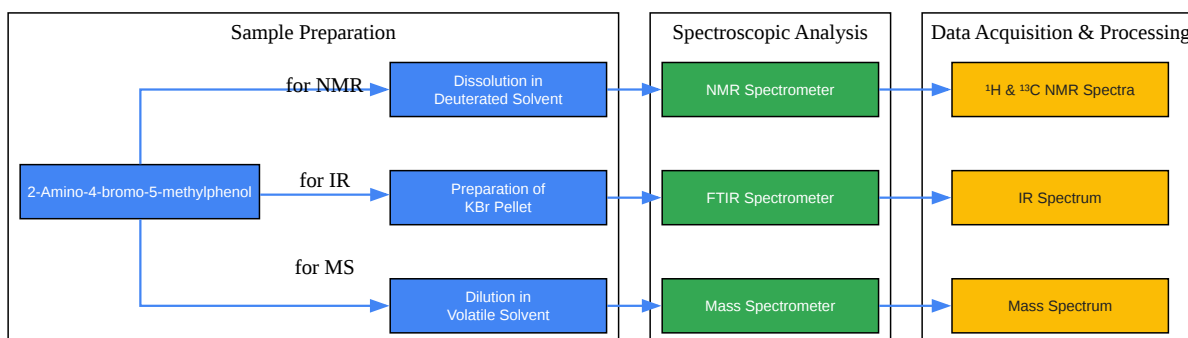 Sample Preparation
Spectroscopic Analysis
Data Acquisition & Processing
for NMR
Dissolution in
Deuterated Solvent
NMR Spectrometer
¹H & ¹³C NMR Spectra
2-Amino-4-bromo-5-methylphenol
for IR
Preparation of
KBr Pellet
FTIR Spectrometer
IR Spectrum
for MS
Dilution in
Volatile Solvent
Mass Spectrometer
Mass Spectrum